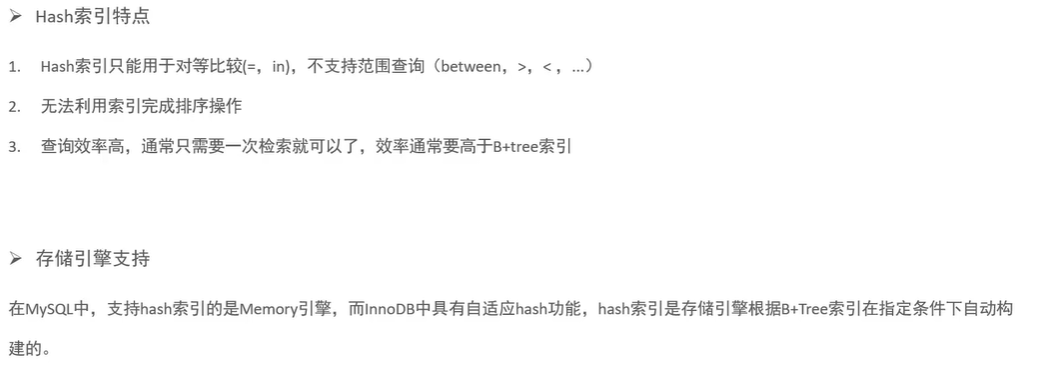 ➢ Hash索引特点
1. Hash索引只能用于对等比较(=，in)，不支持范围查询（between，>，< ，...）
2. 无法利用索引完成排序操作
3. 查询效率高，通常只需要一次检索就可以了，效率通常要高于B+tree索引
➢ 存储引擎支持
在MySQL中，支持hash索引的是Memory引擎，而InnoDB中具有自适应hash功能，hash索引是存储引擎根据B+Tree索引在指定条件下自动构
建的。